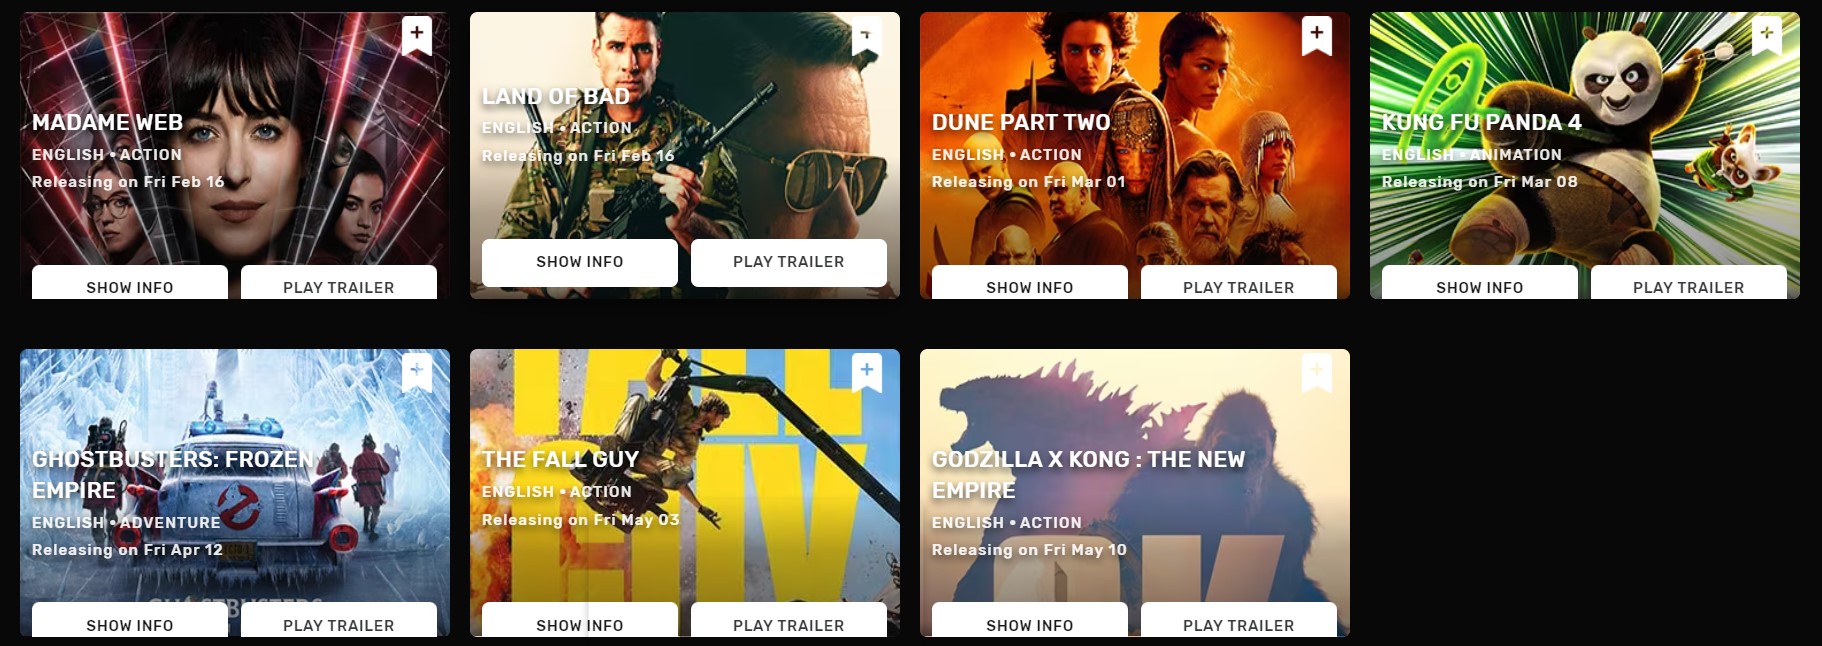 MADAME WEB
ENGLISH • ACTION
Releasing on Fri Feb 16
SHOW INFO
PLAY TRAILER
LAND OF BAD
ENGLISH • ACTION
Releasing on Fri Feb 16
SHOW INFO
PLAY TRAILER
DUNE PART TWO
ENGLISH • ACTION
Releasing on Fri Mar 01
SHOW INFO
PLAY TRAILER
KUNG FU PANDA 4
ENGLISH • ANIMATION
Releasing on Fri Mar 08
SHOW INFO
PLAY TRAILER
GHOSTBUSTERS: FROZEN
EMPIRE
ENGLISH • ADVENTURE
Releasing on Fri Apr 12
GHOSTBUSTERS
SHOW INFO
PLAY TRAILER
FALL
THE FALL GUY
ENGLISH • ACTION
Releasing on Fri May 03
SHOW INFO
PLAY TRAILER
GODZILLA X KONG : THE NEW
EMPIRE
ENGLISH • ACTION
Releasing on Fri May 10
SHOW INFO
PLAY TRAILER